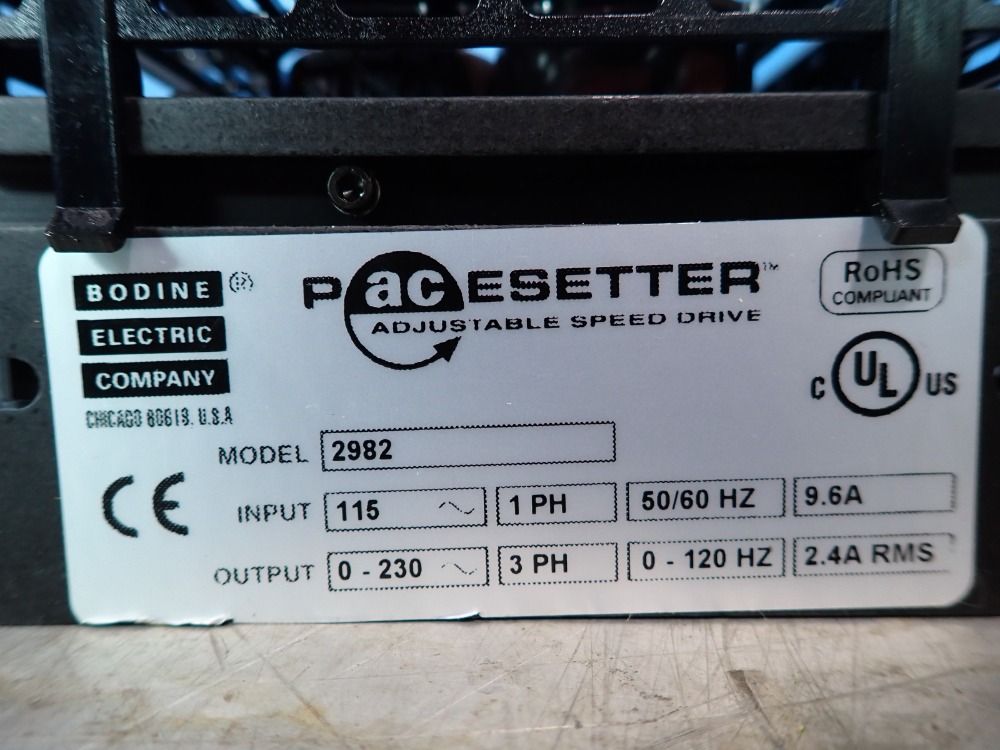 BODINE ®
ELECTRIC
COMPANY
CHICAGO 60618, U.S.A
PacESETTER™
ADJUSTABLE SPEED DRIVE
RoHS
COMPLIANT
C UL US
CE
MODEL 2982
INPUT 115 ~ 1 PH 50/60 HZ 9.6A
OUTPUT 0 - 230 ~ 3 PH 0 - 120 HZ 2.4A RMS